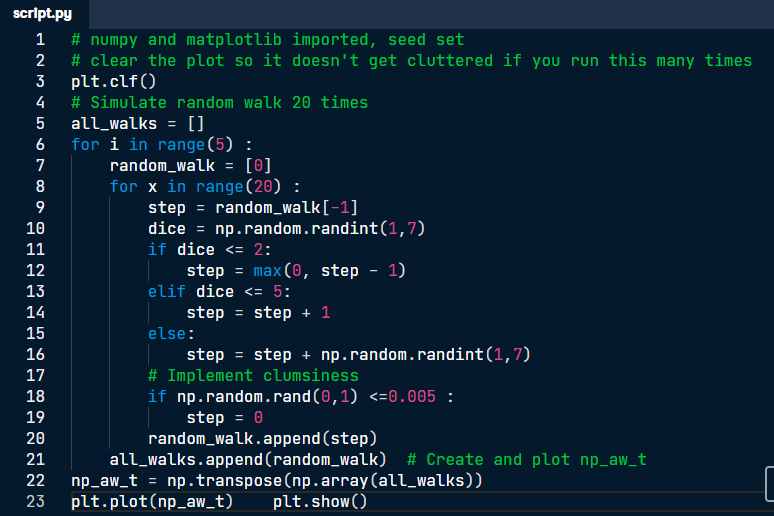 script.py
1 # numpy and matplotlib imported, seed set
2 # clear the plot so it doesn't get cluttered if you run this many times
3 plt.clf()
4 # Simulate random walk 20 times
5 all_walks = []
6 for i in range(5) :
7     random_walk = [0]
8     for x in range(20) :
9         step = random_walk[-1]
10         dice = np.random.randint(1,7)
11         if dice <= 2:
12             step = max(0, step - 1)
13         elif dice <= 5:
14             step = step + 1
15         else:
16             step = step + np.random.randint(1,7)
17         # Implement clumsiness
18         if np.random.rand(0,1) <=0.005 :
19             step = 0
20         random_walk.append(step)
21     all_walks.append(random_walk)  # Create and plot np_aw_t
22 np_aw_t = np.transpose(np.array(all_walks))
23 plt.plot(np_aw_t)    plt.show()